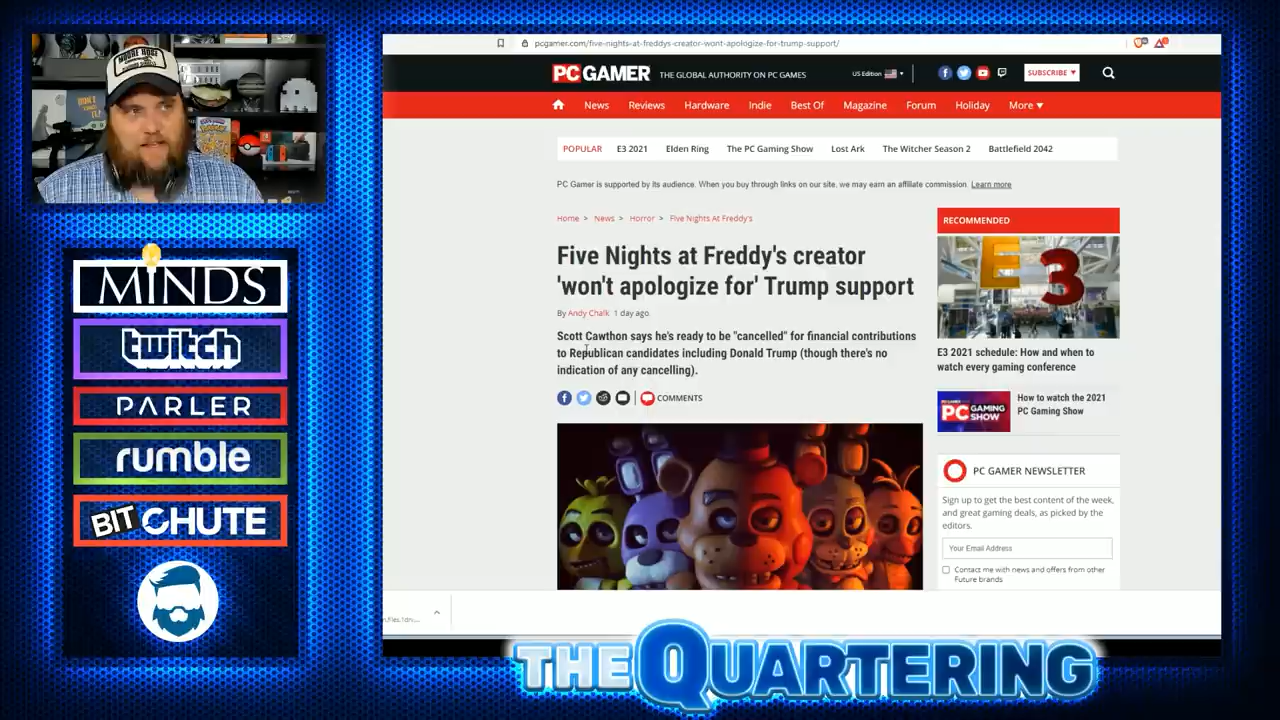 MINDS
twitch
PARLER
rumble
BIT CHUTE
pcgamer.com/five-nights-at-freddys-creator-wont-apologize-for-trump-support/
PC GAMER THE GLOBAL AUTHORITY ON PC GAMES US Edition SUBSCRIBE
News Reviews Hardware Indie Best Of Magazine Forum Holiday More
POPULAR E3 2021 Elden Ring The PC Gaming Show Lost Ark The Witcher Season 2 Battlefield 2042
PC Gamer is supported by its audience. When you buy through links on our site, we may earn an affiliate commission. Learn more
Home > News > Horror > Five Nights At Freddy's
Five Nights at Freddy's creator
'won't apologize for' Trump support
By Andy Chalk 1 day ago
Scott Cawthon says he's ready to be "cancelled" for financial contributions
to Republican candidates including Donald Trump (though there's no
indication of any cancelling).
COMMENTS
RECOMMENDED
E3
E3 2021 schedule: How and when to
watch every gaming conference
PC GAMING SHOW
How to watch the 2021
PC Gaming Show
PC GAMER NEWSLETTER
Sign up to get the best content of the week,
and great gaming deals, as picked by the
editors.
Your Email Address
Contact me with news and offers from other
Future brands
THE QUARTERING